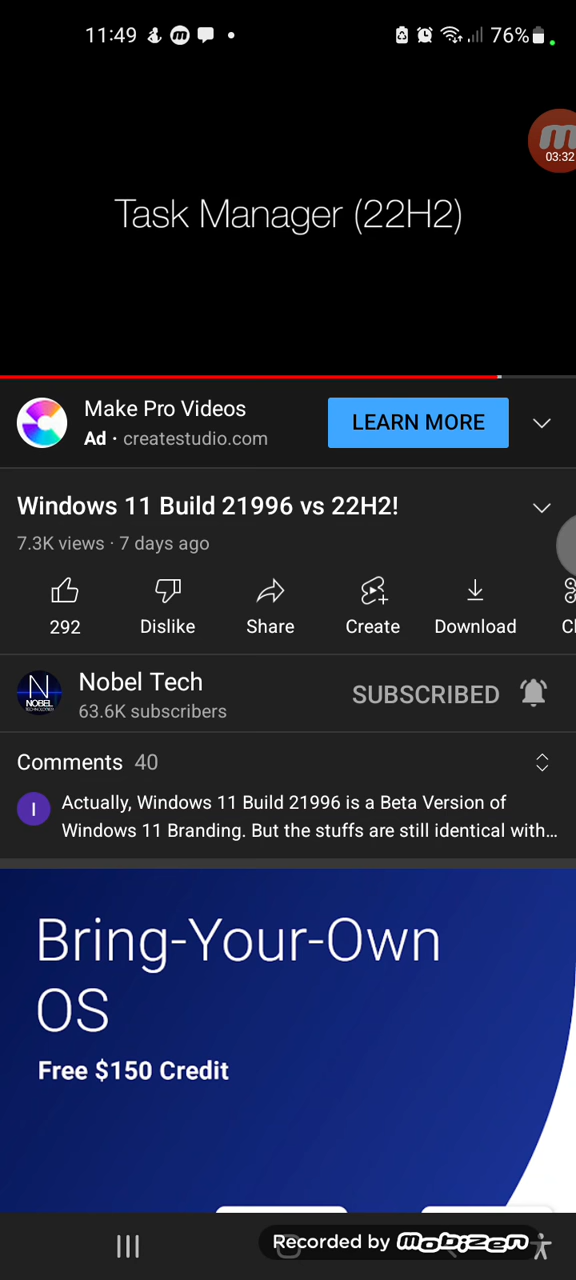 11:49
76%
03:32
Task Manager (22H2)
Make Pro Videos
LEARN MORE
Ad · createstudio.com
Windows 11 Build 21996 vs 22H2!
7.3K views · 7 days ago
292
Dislike
Share
Create
Download
N
NOBEL
Nobel Tech
63.6K subscribers
SUBSCRIBED
Comments 40
I
Actually, Windows 11 Build 21996 is a Beta Version of
Windows 11 Branding. But the stuffs are still identical with...
Bring-Your-Own
OS
Free $150 Credit
Recorded by mobizen